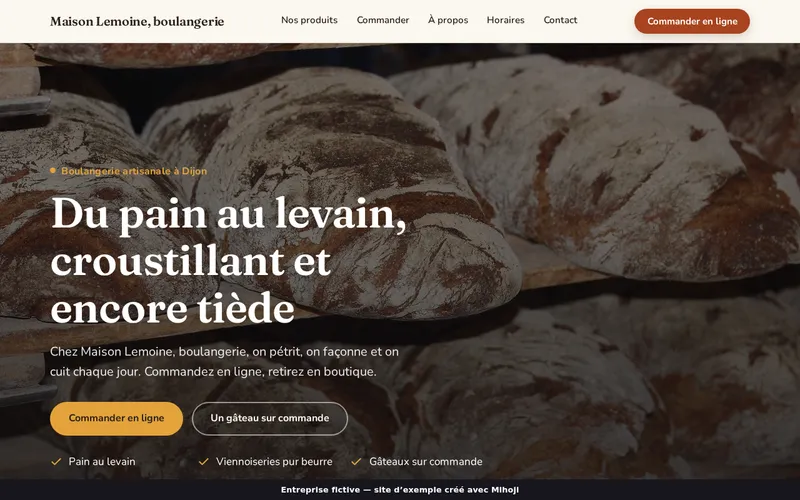 Maison Lemoine, boulangerie
Nos produits
Commander
À propos
Horaires
Contact
Commander en ligne
Boulangerie artisanale à Dijon
Du pain au levain,
croustillant et
encore tiède
Chez Maison Lemoine, boulangerie, on pétrit, on façonne et on
cuit chaque jour. Commandez en ligne, retirez en boutique.
Commander en ligne
Un gâteau sur commande
Pain au levain
Viennoiseries pur beurre
Gâteaux sur commande
Entreprise fictive — site d’exemple créé avec Mihoji